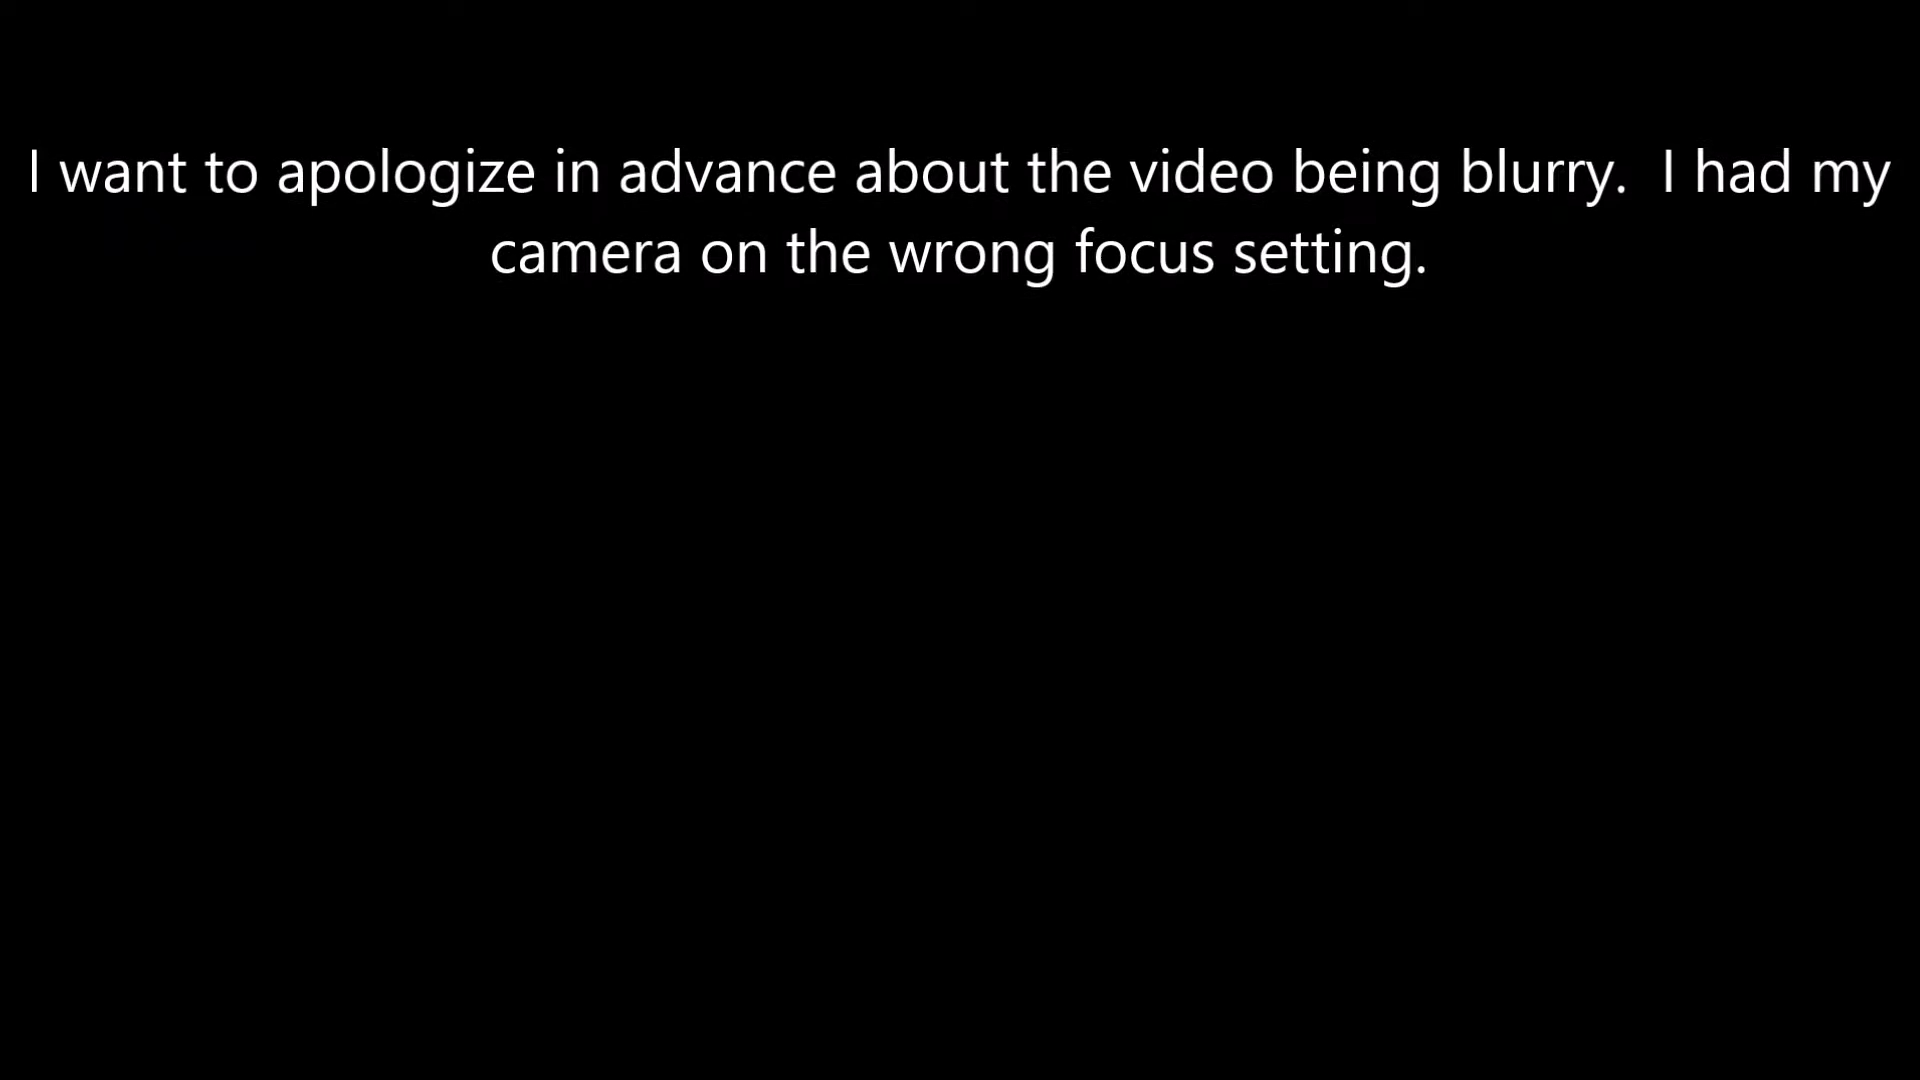 I want to apologize in advance about the video being blurry.  I had my
camera on the wrong focus setting.